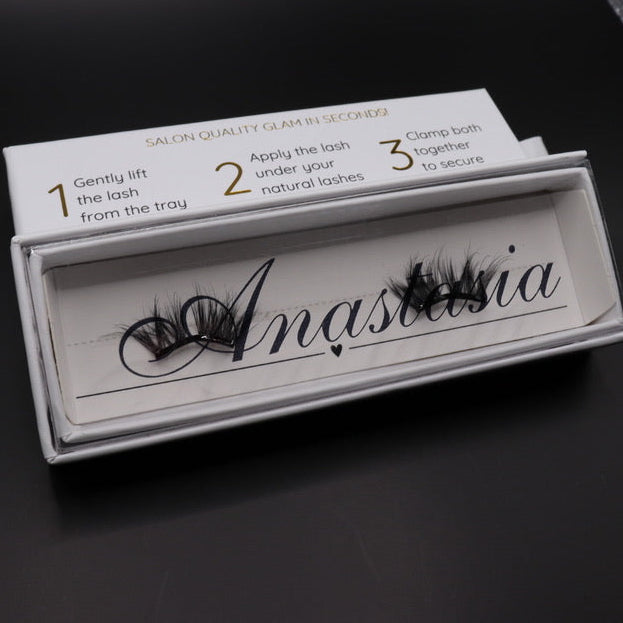 SALON QUALITY GLAM IN SECONDS!
1 Gently lift
the lash
from the tray
2 Apply the lash
under your
natural lashes
3 Clamp both
together
to secure
Anastasia